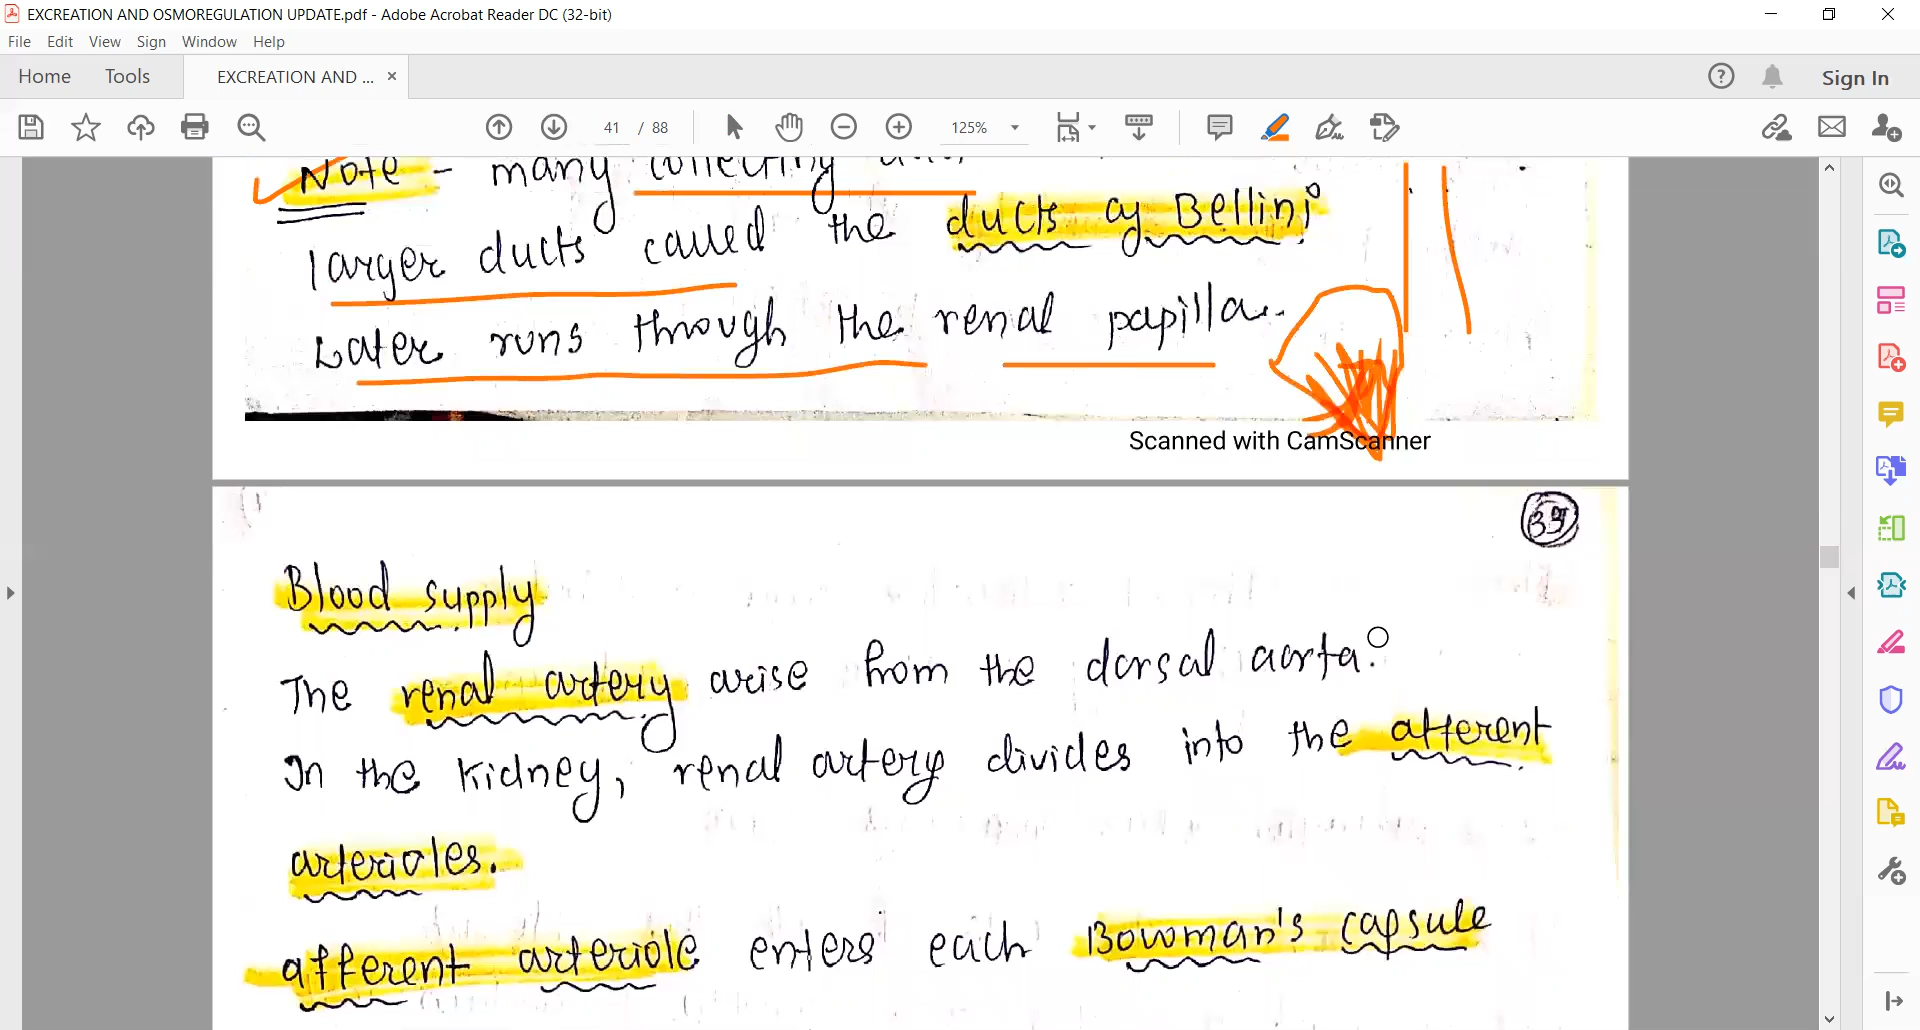 EXCREATION AND OSMOREGULATION UPDATE.pdf - Adobe Acrobat Reader DC (32-bit)
File Edit View Sign Window Help
Home Tools EXCREATION AND ... × Sign In
41 / 88 125%
Note - many collecting
larger ducts called the ducts of Bellini
Later runs through the renal papilla.
Scanned with CamScanner
39
Blood supply
The renal artery arise from the dorsal aorta.
In the kidney, renal artery divides into the afferent
arterioles.
afferent arteriole enters each Bowman's capsule